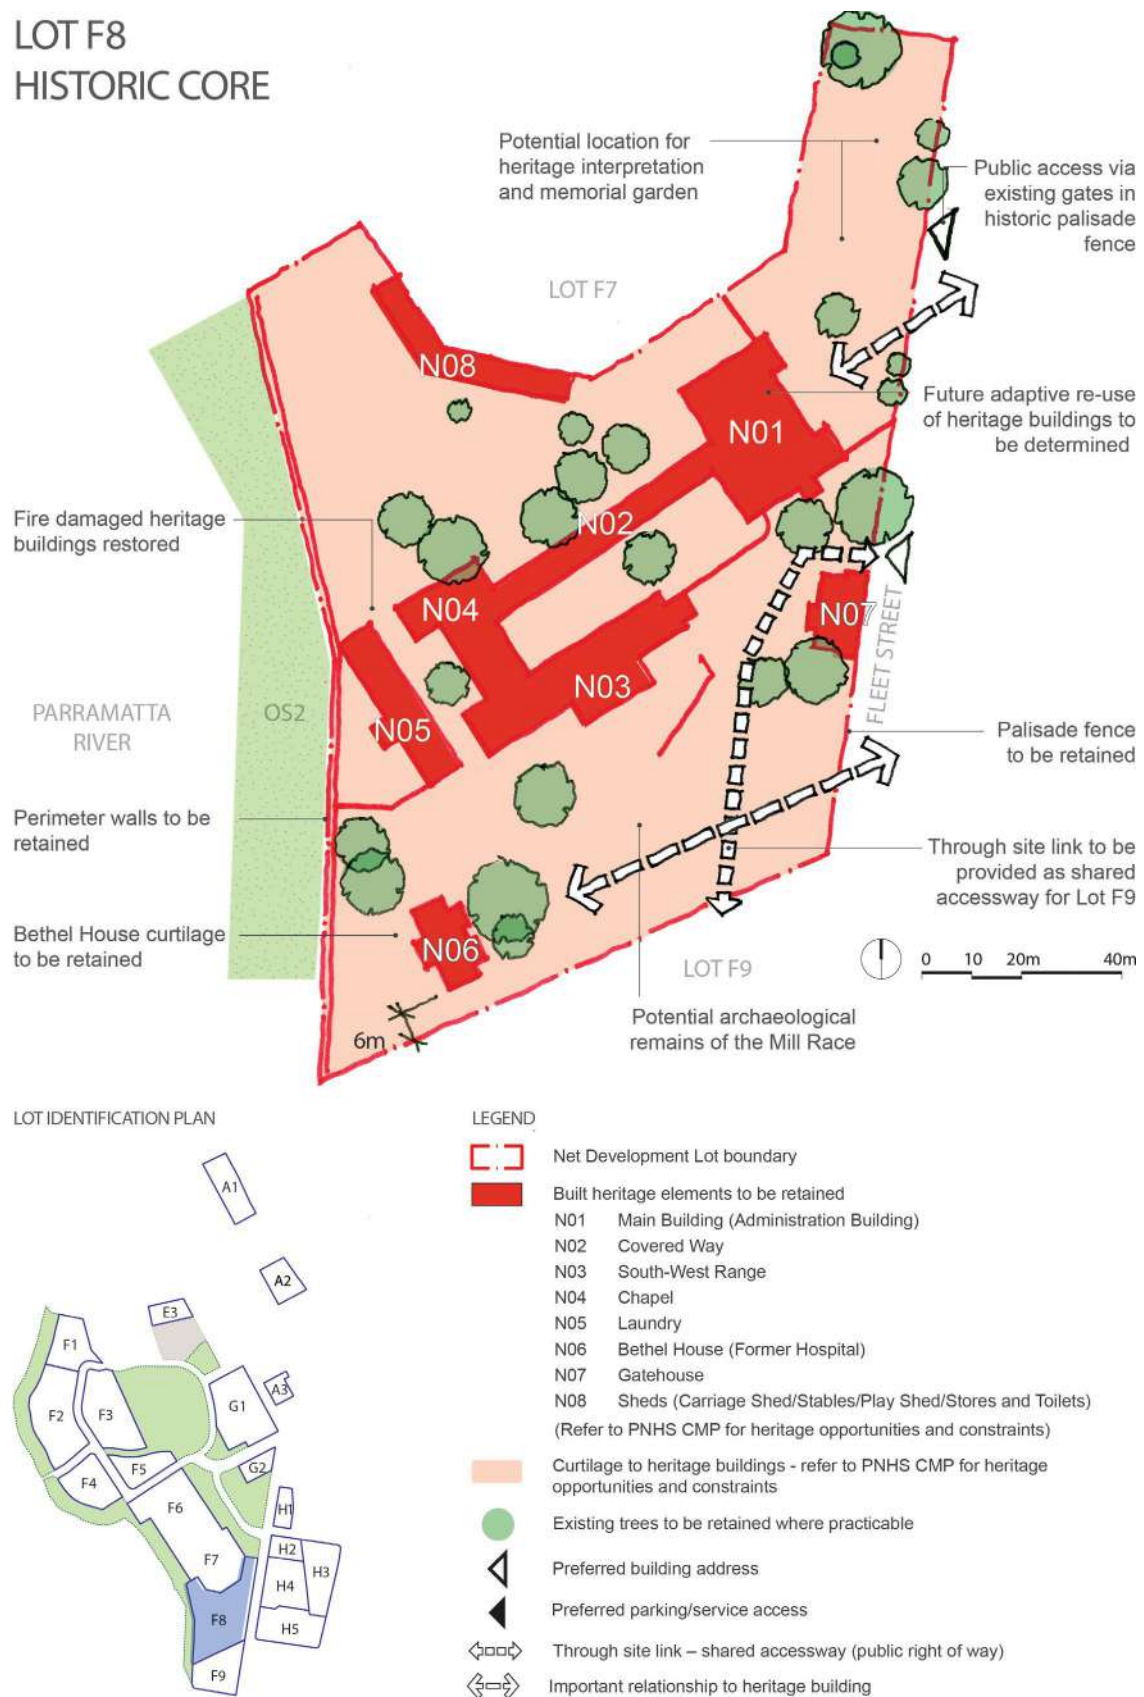 LOT F8
HISTORIC CORE
Potential location for
heritage interpretation
and memorial garden
Public access via
existing gates in
historic palisade
fence
LOT F7
N08
N01
Future adaptive re-use
of heritage buildings to
be determined
Fire damaged heritage
buildings restored
N02
N04
N07
FLEET STREET
N03
N05
PARRAMATTA
RIVER
OS2
Palisade fence
to be retained
Perimeter walls to be
retained
Through site link to be
provided as shared
accessway for Lot F9
Bethel House curtilage
to be retained
N06
LOT F9
0 10 20m 40m
Potential archaeological
remains of the Mill Race
6m
LOT IDENTIFICATION PLAN
A1
A2
E3
F1
A3
G1
F2
F3
F5
G2
F4
F6
H1
H2
F7
H3
H4
F8
H5
F9
LEGEND
Net Development Lot boundary
Built heritage elements to be retained
N01 Main Building (Administration Building)
N02 Covered Way
N03 South-West Range
N04 Chapel
N05 Laundry
N06 Bethel House (Former Hospital)
N07 Gatehouse
N08 Sheds (Carriage Shed/Stables/Play Shed/Stores and Toilets)
(Refer to PNHS CMP for heritage opportunities and constraints)
Curtilage to heritage buildings - refer to PNHS CMP for heritage
opportunities and constraints
Existing trees to be retained where practicable
Preferred building address
Preferred parking/service access
Through site link – shared accessway (public right of way)
Important relationship to heritage building